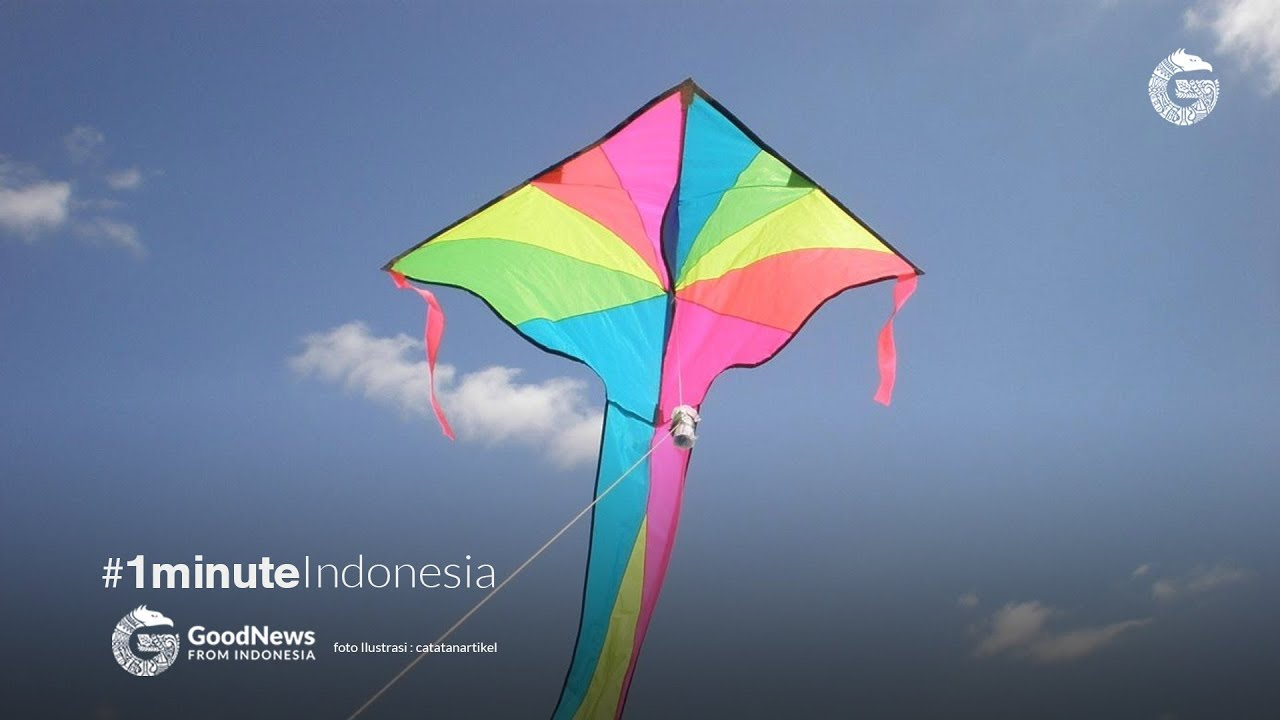 #1minuteIndonesia
GoodNews
FROM INDONESIA
foto Ilustrasi : catatanartikel